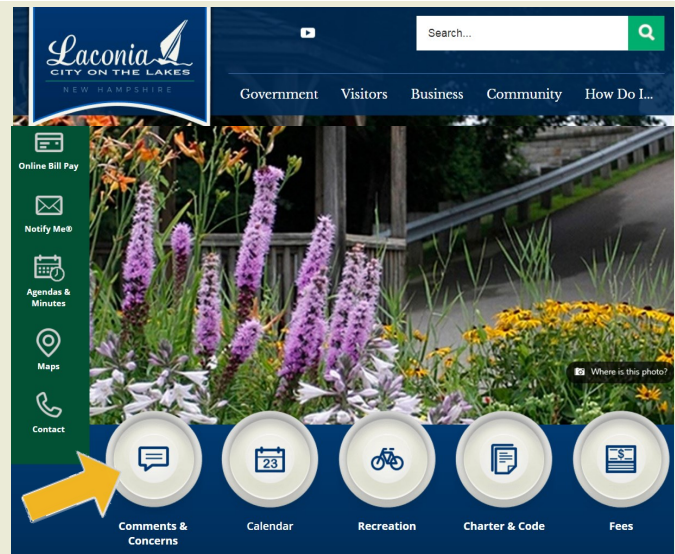 Laconia
CITY ON THE LAKES
NEW HAMPSHIRE
Search...
Government Visitors Business Community How Do I...
Online Bill Pay
Notify Me®
Agendas &
Minutes
Maps
Contact
Where is this photo?
23
$
Comments &
Concerns
Calendar
Recreation
Charter & Code
Fees